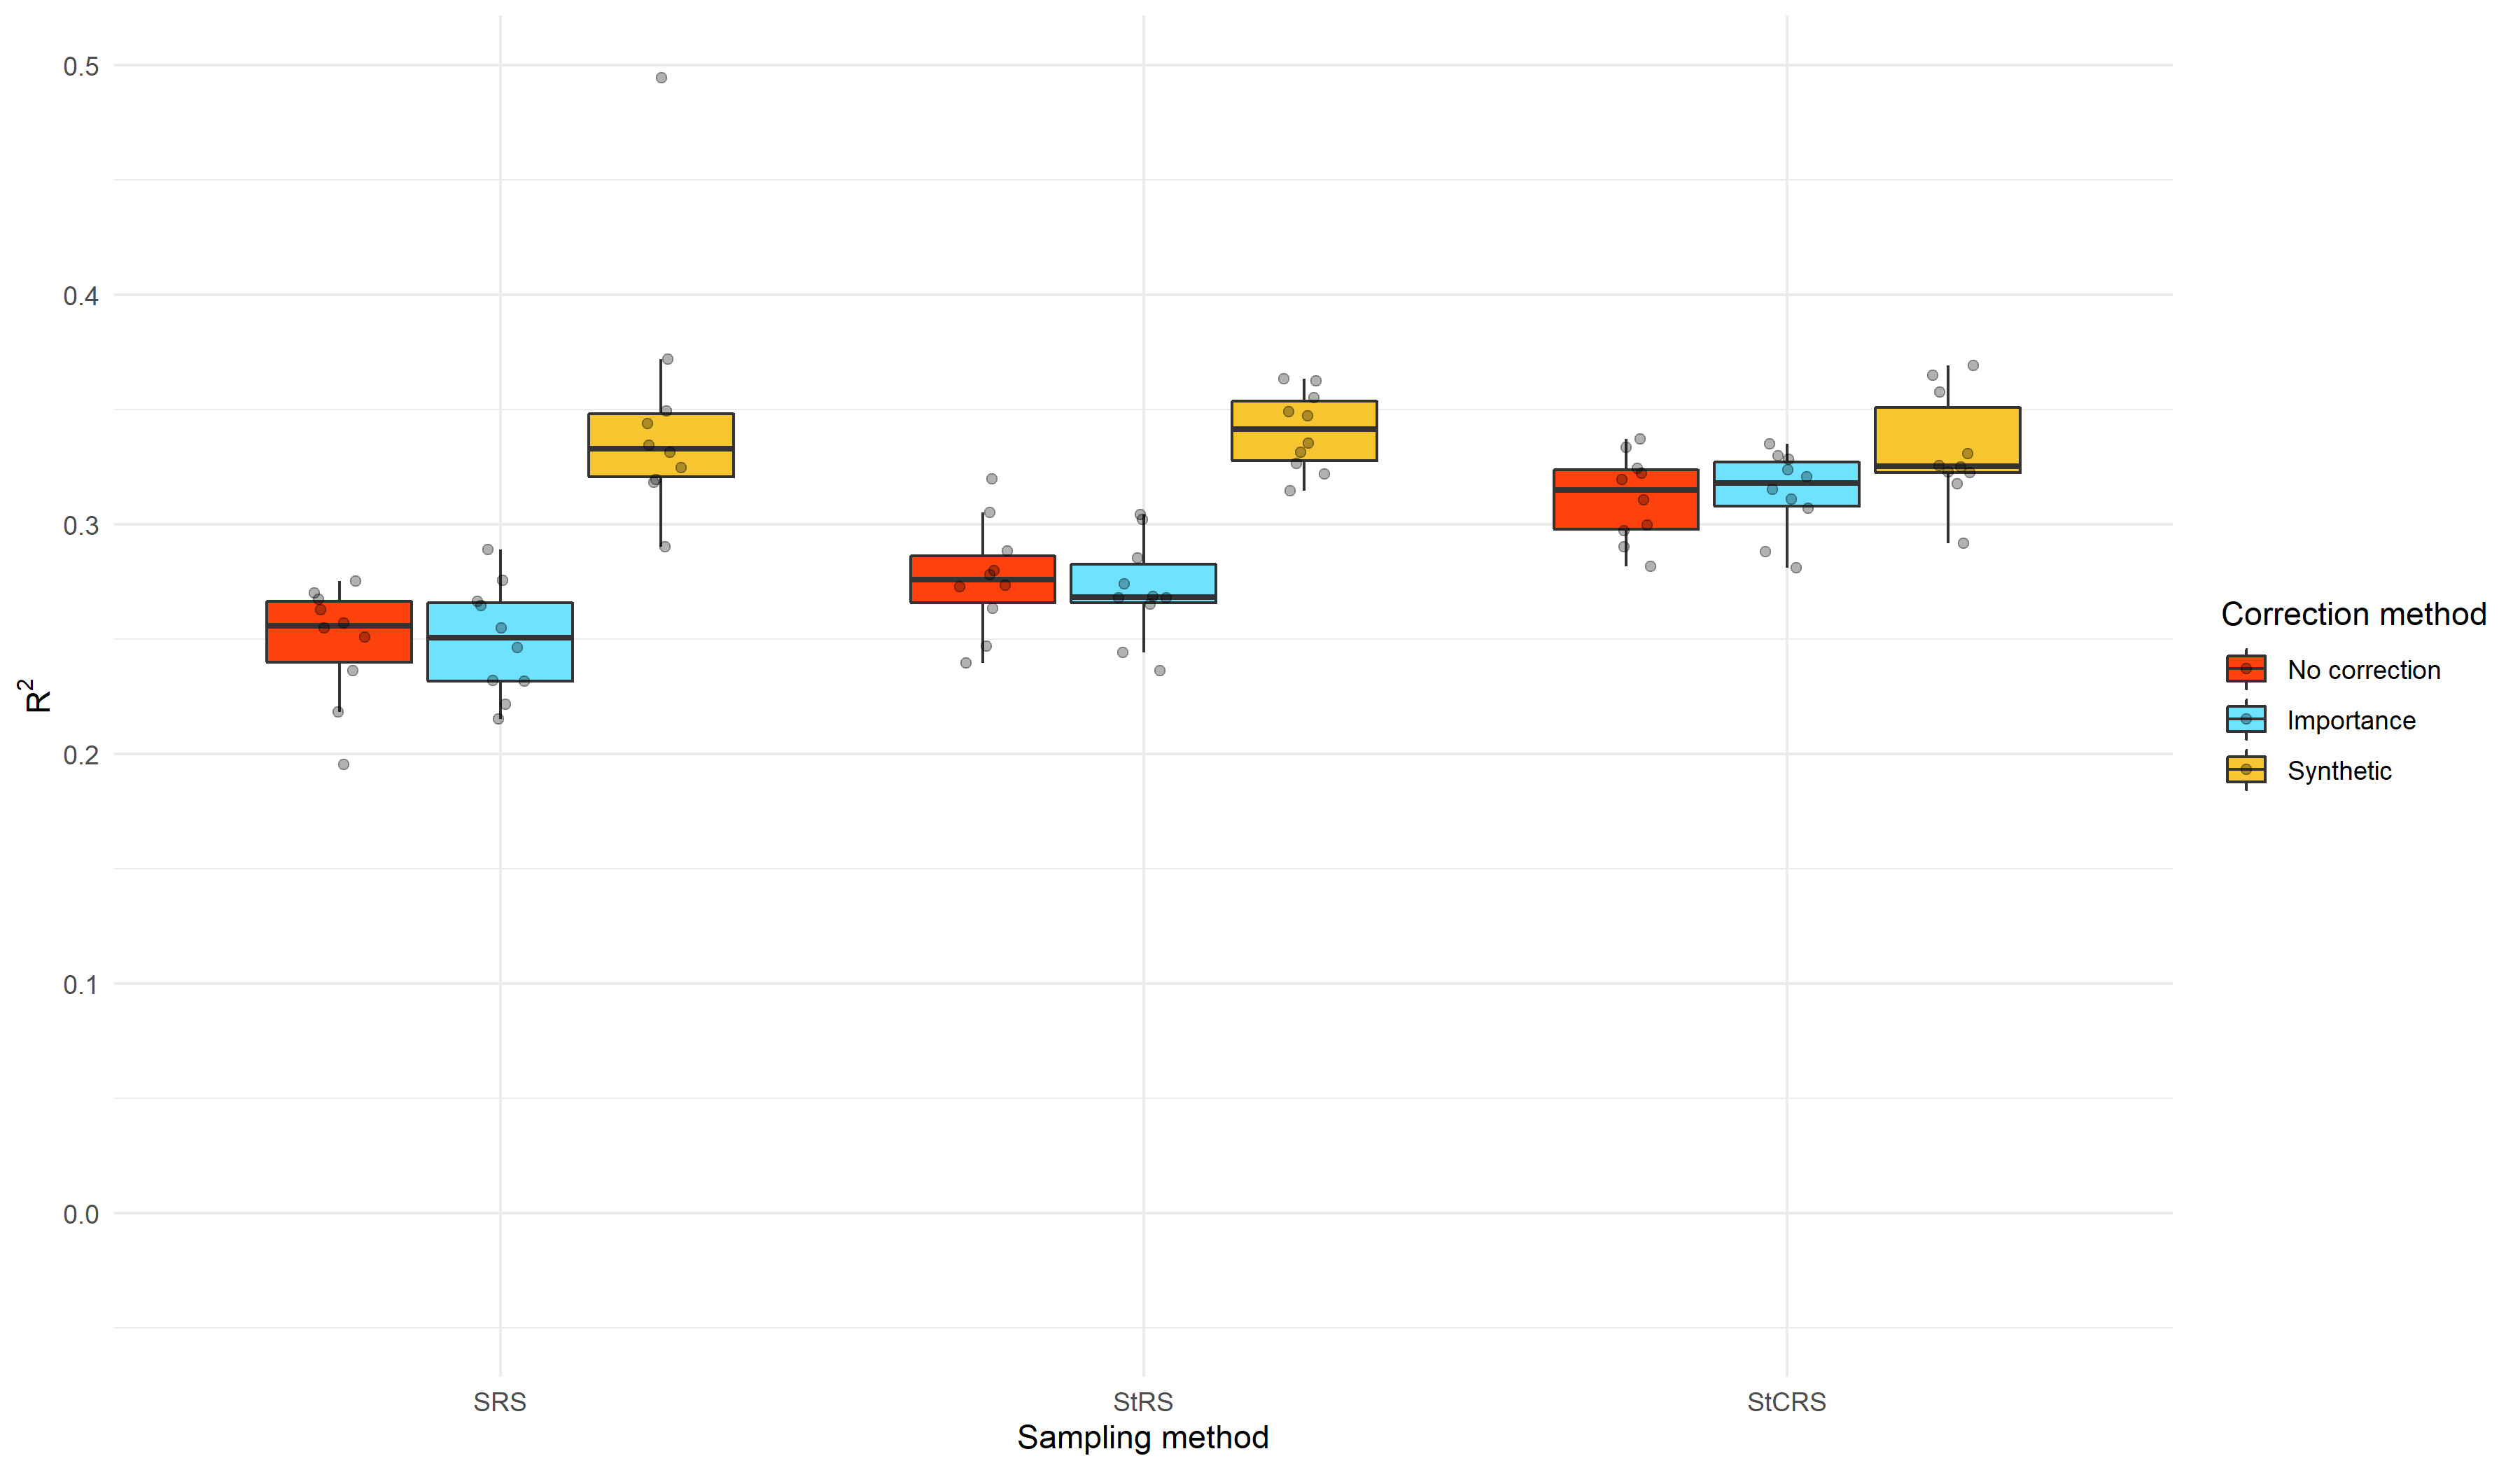 0.5
0.4
0.3
0.2
0.1
0.0
R²
SRS
StRS
StCRS
Sampling method
Correction method
No correction
Importance
Synthetic